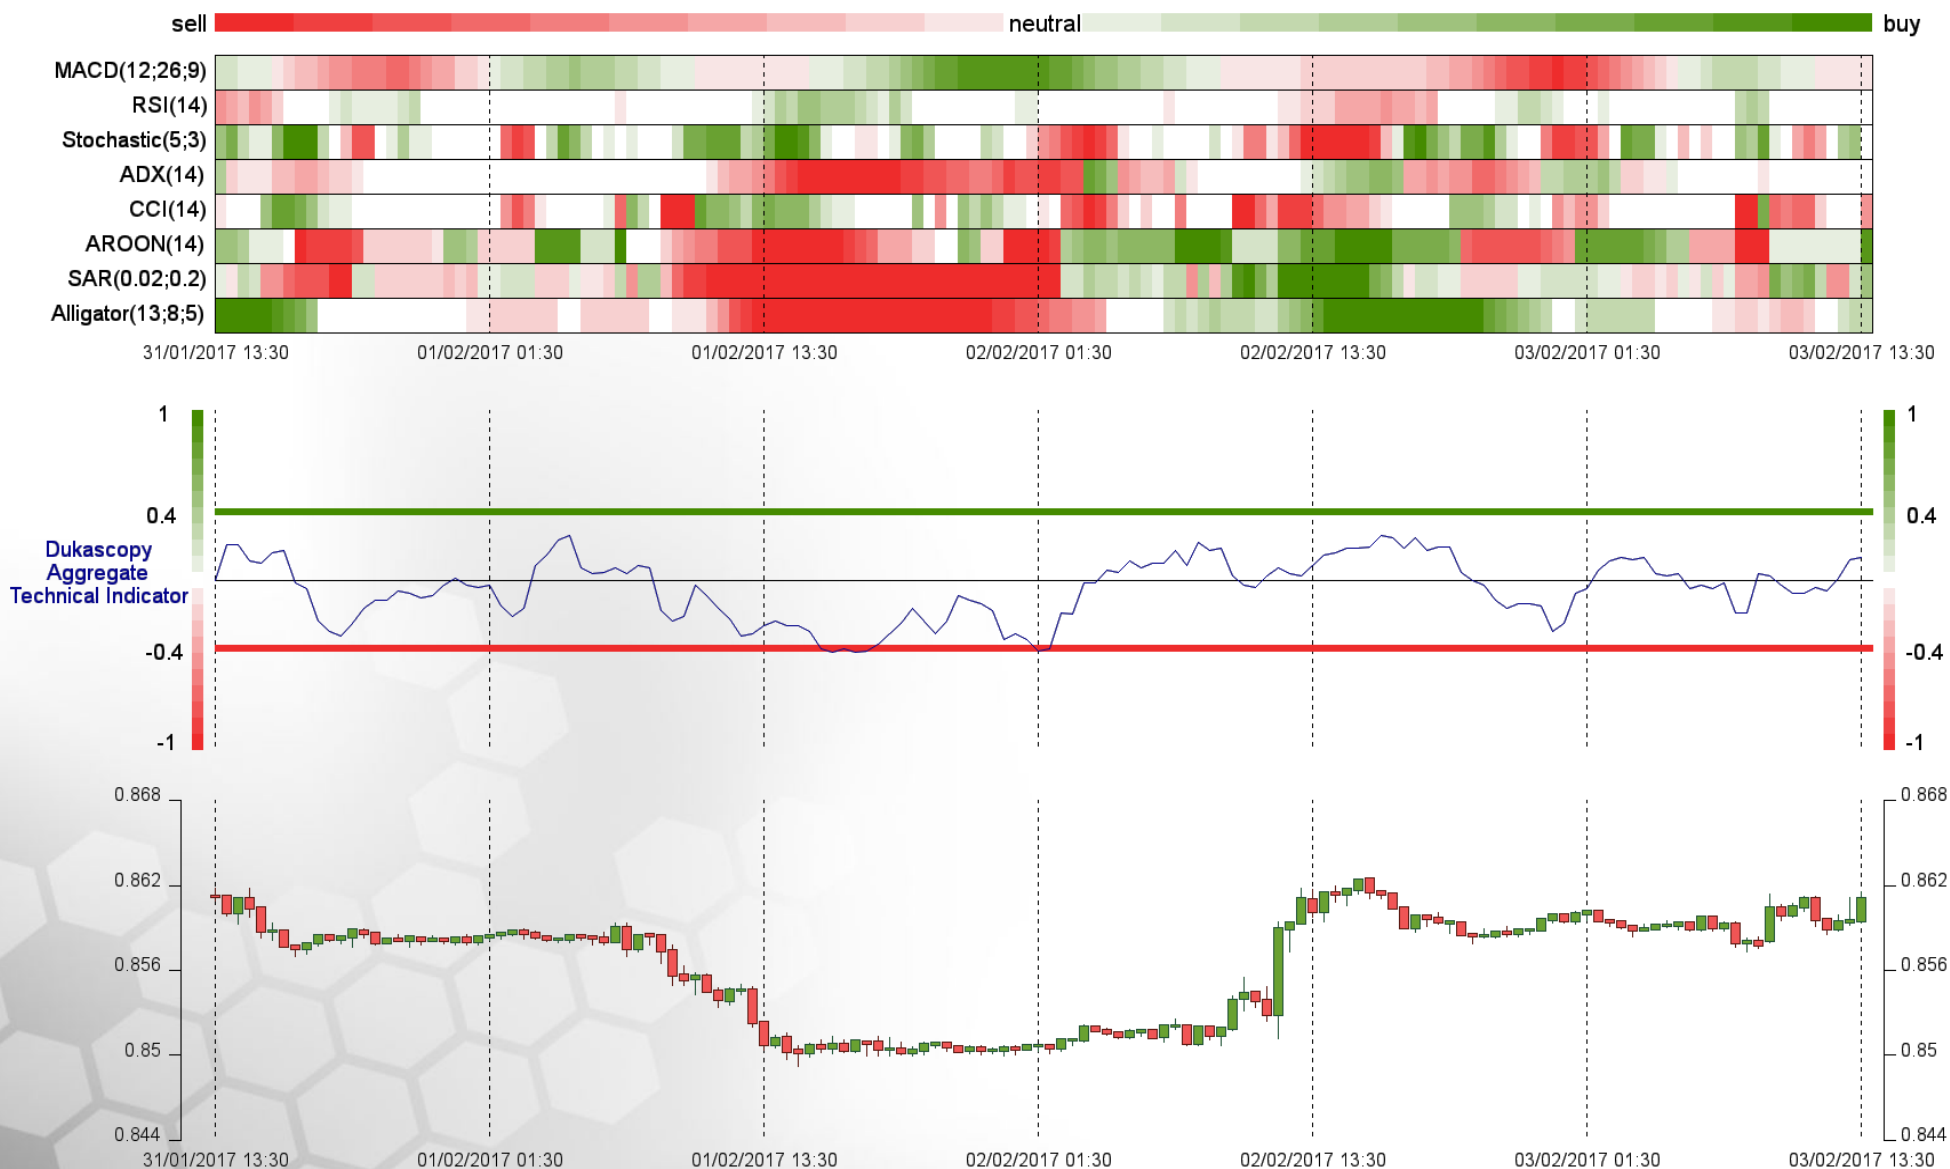 sell neutral buy
MACD(12;26;9)
RSI(14)
Stochastic(5;3)
ADX(14)
CCI(14)
AROON(14)
SAR(0.02;0.2)
Alligator(13;8;5)
31/01/2017 13:30 01/02/2017 01:30 01/02/2017 13:30 02/02/2017 01:30 02/02/2017 13:30 03/02/2017 01:30 03/02/2017 13:30
1 1
0.4 0.4
Dukascopy
Aggregate
Technical Indicator
-0.4 -0.4
-1 -1
0.868 0.868
0.862 0.862
0.856 0.856
0.85 0.85
0.844 0.844
31/01/2017 13:30 01/02/2017 01:30 01/02/2017 13:30 02/02/2017 01:30 02/02/2017 13:30 03/02/2017 01:30 03/02/2017 13:30